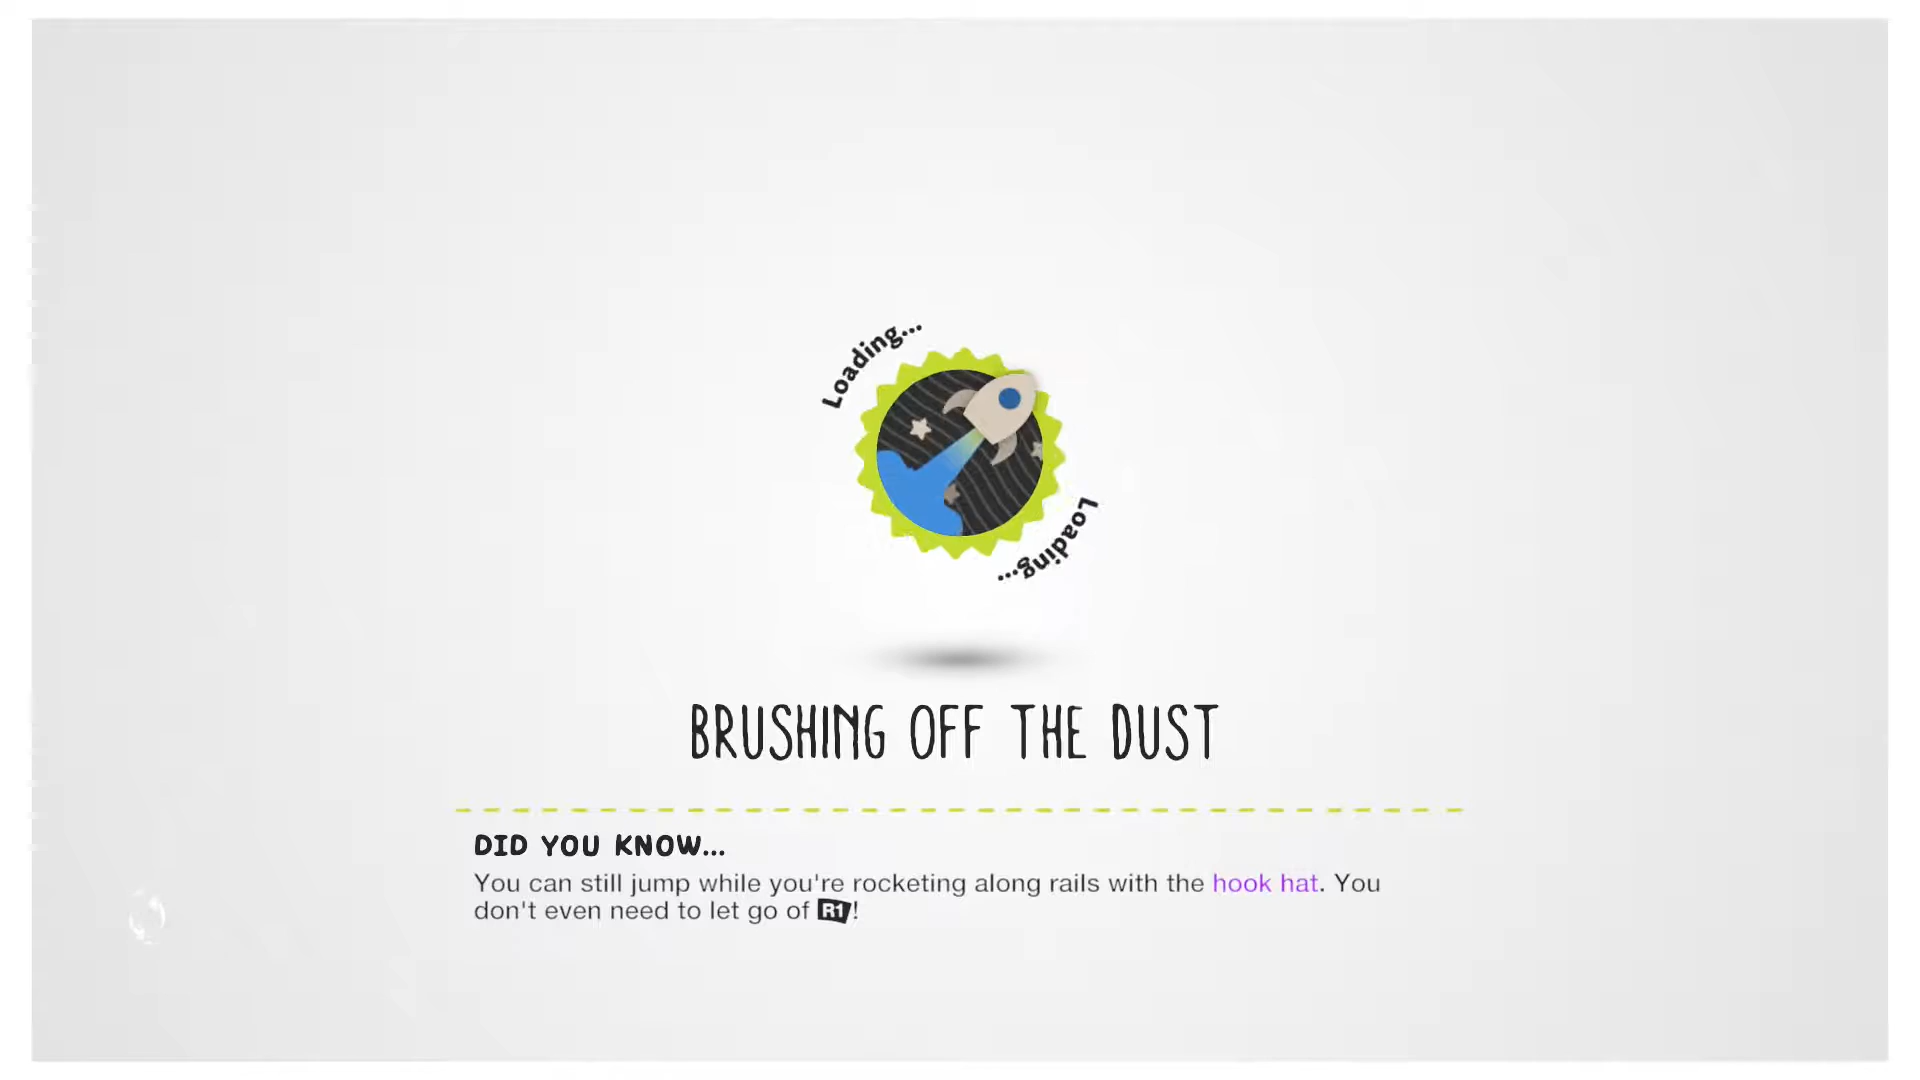 Loading...
Loading...
BRUSHING OFF THE DUST
DID YOU KNOW...
You can still jump while you're rocketing along rails with the hook hat. You
don't even need to let go of R1!